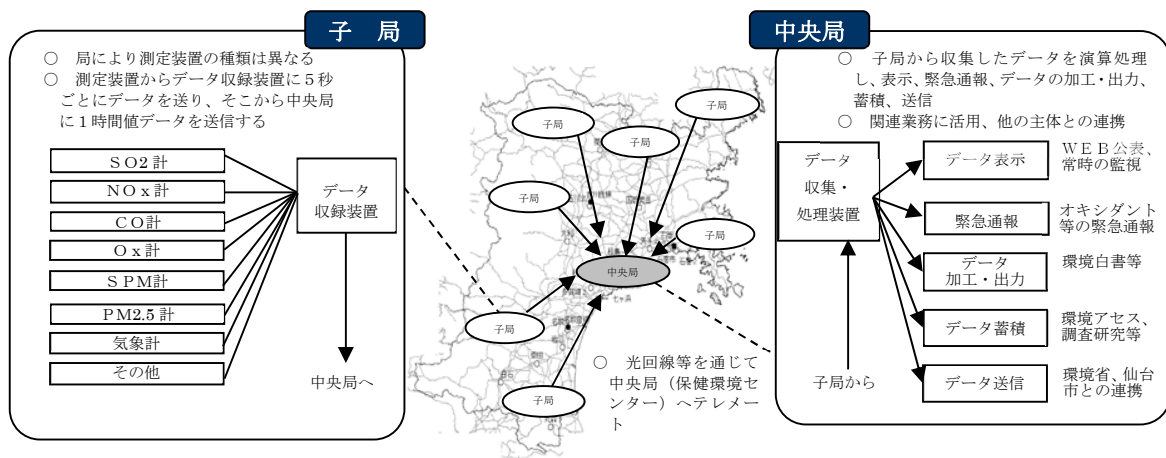 子　局
○　局により測定装置の種類は異なる
○　測定装置からデータ収録装置に５秒
ごとにデータを送り、そこから中央局
に１時間値データを送信する
ＳＯ２計
ＮＯｘ計
ＣＯ計
Ｏｘ計
ＳＰＭ計
PM2.5 計
気象計
その他
データ
収録装置
中央局へ
子局
子局
子局
子局
子局
中央局
子局
子局
○　光回線等を通じて
中央局（保健環境セ
ンター）へテレメー
ト
中央局
○　子局から収集したデータを演算処理
し、表示、緊急通報、データの加工・出力、
蓄積、送信
○　関連業務に活用、他の主体との連携
データ
収集・
処理装置
子局から
データ表示
ＷＥＢ公表、
常時の監視
緊急通報
オキシダント
等の緊急通報
データ
加工・出力
環境白書等
データ蓄積
環境アセス、
調査研究等
データ送信
環境省、仙台
市との連携